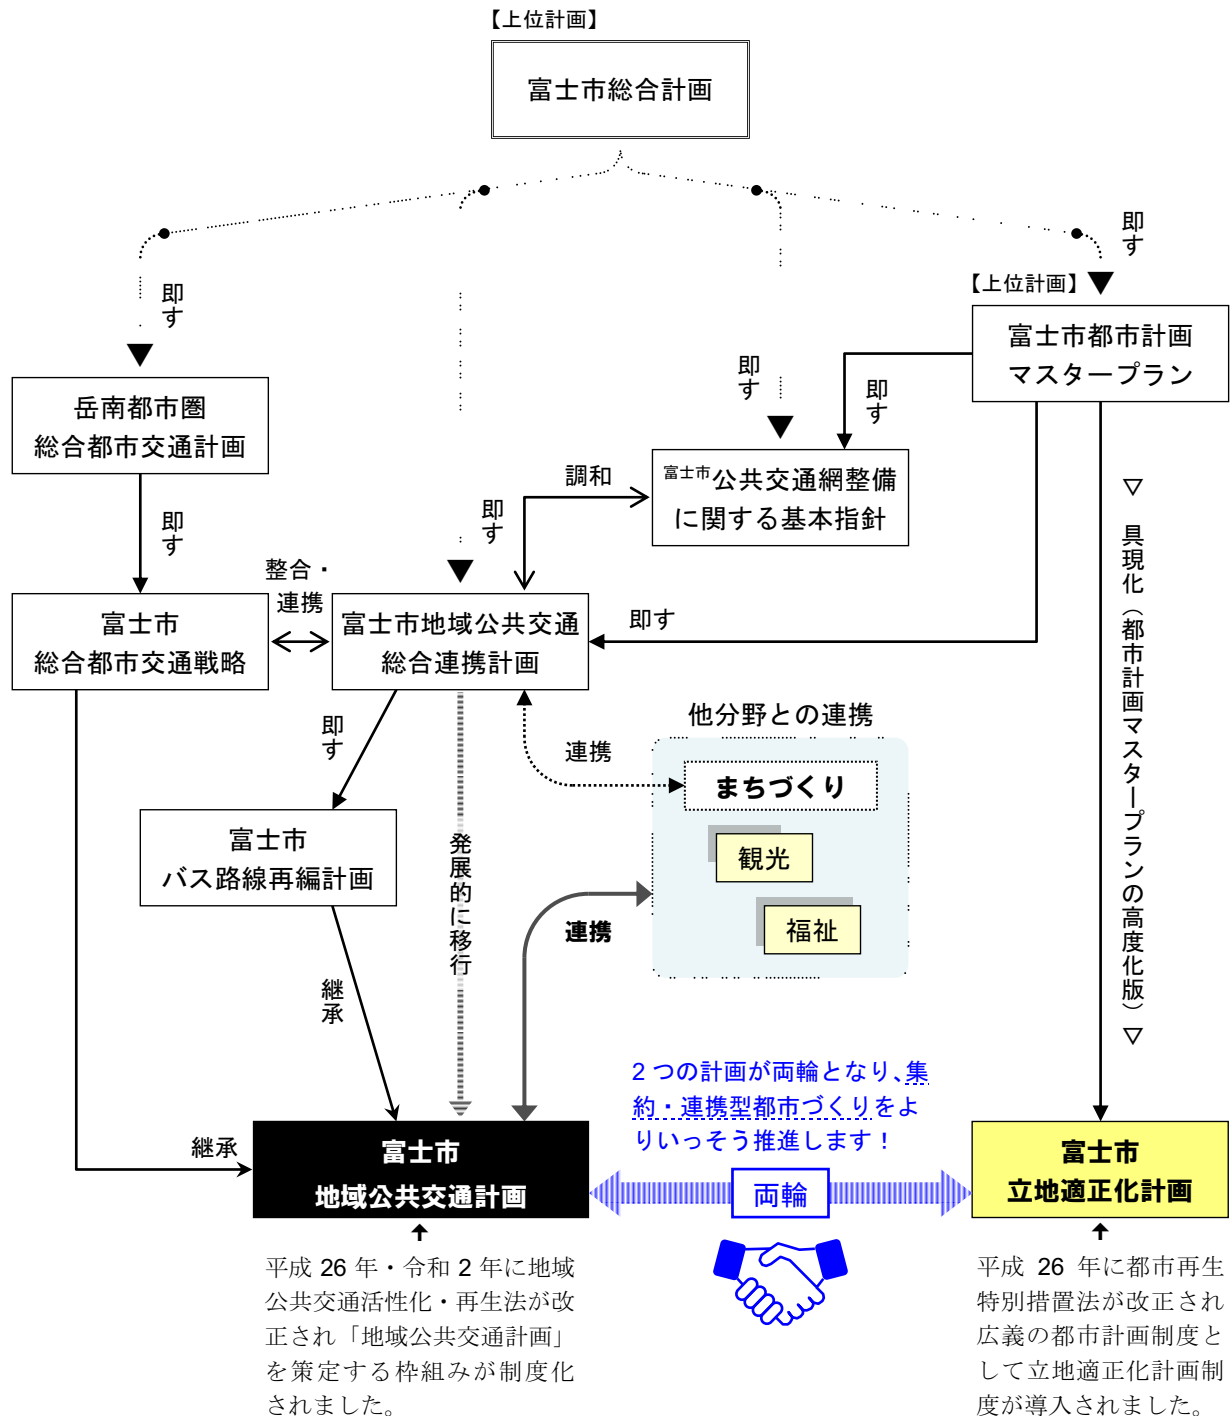 【上位計画】
富士市総合計画
即す
【上位計画】
富士市都市計画
マスタープラン
即す
岳南都市圏
総合都市交通計画
即す
即す
富士市公共交通網整備
に関する基本指針
調和
即す
即す
整合・
連携
富士市
総合都市交通戦略
富士市地域公共交通
総合連携計画
即す
▽ 具現化（都市計画マスタープランの高度化版）▽
即す
他分野との連携
連携
まちづくり
観光
福祉
富士市
バス路線再編計画
発展的に移行
連携
継承
2つの計画が両輪となり、集
約・連携型都市づくりをよ
りいっそう推進します！
継承
富士市
地域公共交通計画
両輪
富士市
立地適正化計画
平成 26 年・令和 2 年に地域
公共交通活性化・再生法が改
正され「地域公共交通計画」
を策定する枠組みが制度化
されました。
平成 26 年に都市再生
特別措置法が改正され
広義の都市計画制度と
して立地適正化計画制
度が導入されました。